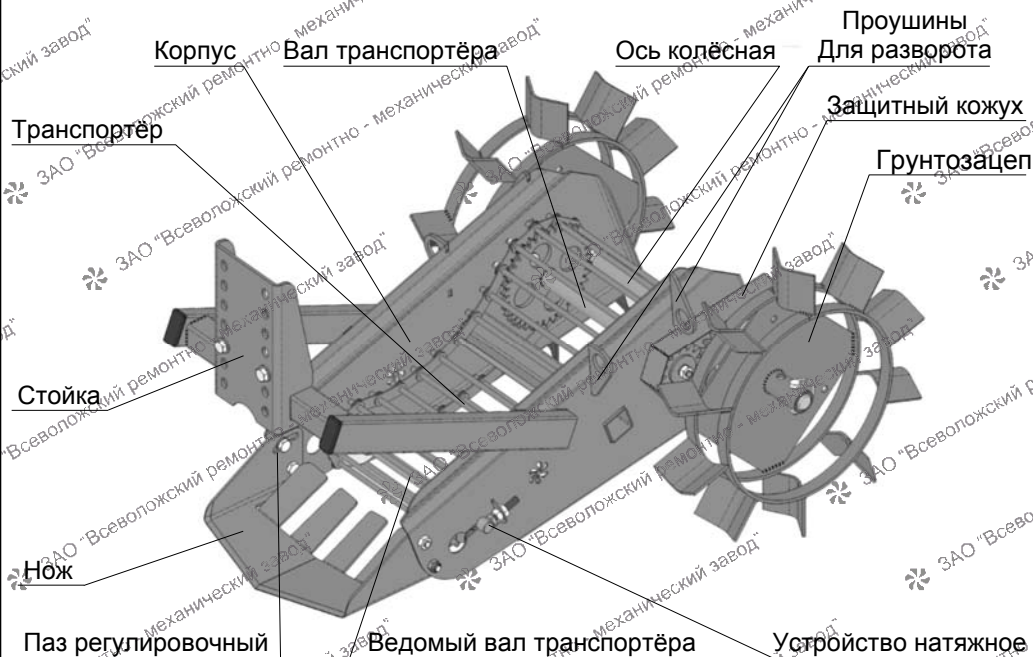 Проушины
Корпус Вал транспортёра Ось колёсная Для разворота
Защитный кожух
Транспортёр
Грунтозацеп
Стойка
Нож
Паз регулировочный Ведомый вал транспортёра Устройство натяжное
ЗАО "Всеволожский ремонтно - механический завод"